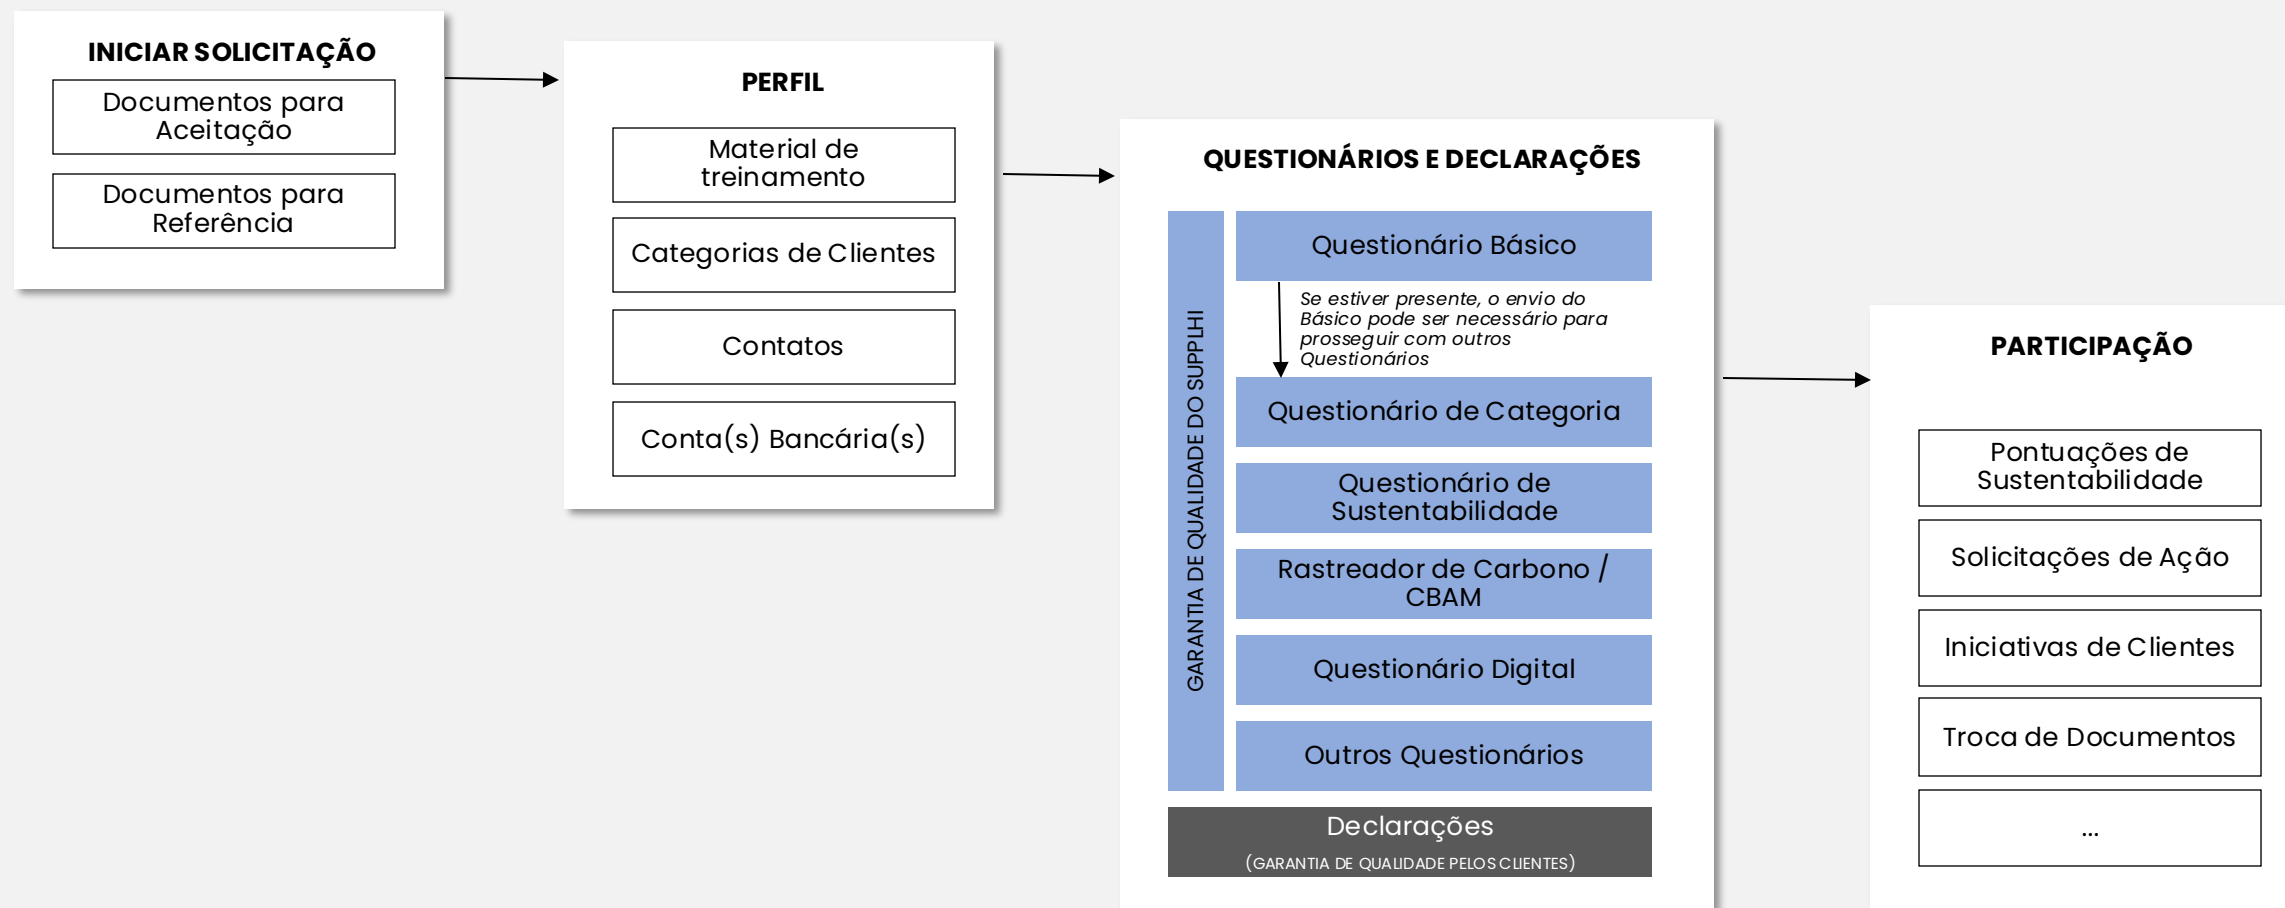 INICIAR SOLICITAÇÃO
Documentos para
Aceitação
Documentos para
Referência
PERFIL
Material de
treinamento
Categorias de Clientes
Contatos
Conta(s) Bancária(s)
QUESTIONÁRIOS E DECLARAÇÕES
GARANTIA DE QUALIDADE DO SUPPLHI
Questionário Básico
Se estiver presente, o envio do
Básico pode ser necessário para
prosseguir com outros
Questionários
Questionário de Categoria
Questionário de
Sustentabilidade
Rastreador de Carbono /
CBAM
Questionário Digital
Outros Questionários
Declarações
(GARANTIA DE QUALIDADE PELOS CLIENTES)
PARTICIPAÇÃO
Pontuações de
Sustentabilidade
Solicitações de Ação
Iniciativas de Clientes
Troca de Documentos
...